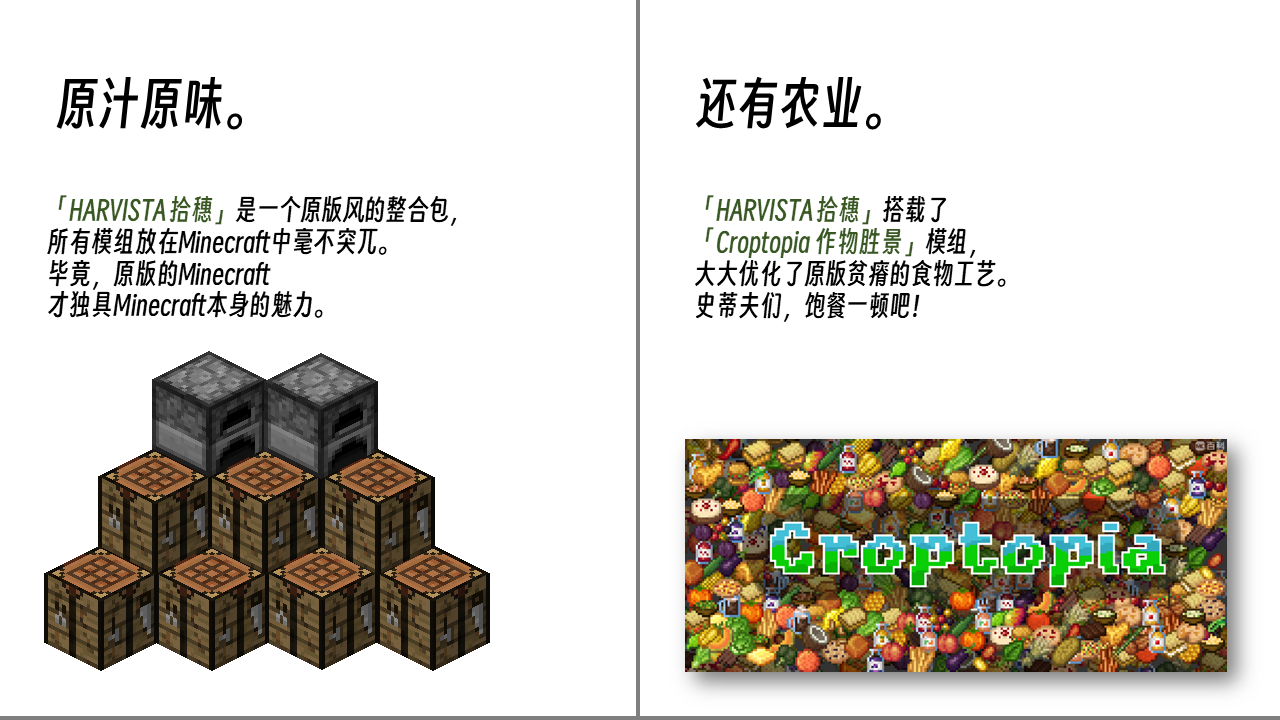 原汁原味。
「HARVISTA拾穗」是一个原版风的整合包，
所有模组放在Minecraft中毫不突兀。
毕竟，原版的Minecraft
才独具Minecraft本身的魅力。
还有农业。
「HARVISTA拾穗」搭载了
「Croptopia 作物胜景」模组，
大大优化了原版贫瘠的食物工艺。
史蒂夫们，饱餐一顿吧！
Croptopia